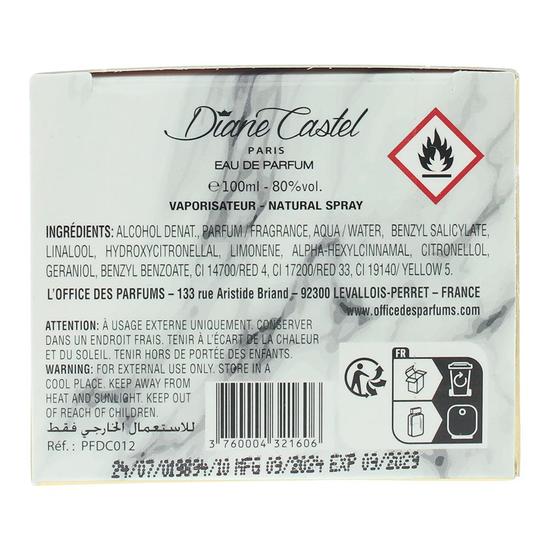 Diane Castel
PARIS
EAU DE PARFUM
℮100ml - 80%vol.
VAPORISATEUR - NATURAL SPRAY
INGRÉDIENTS: ALCOHOL DENAT., PARFUM / FRAGRANCE, AQUA / WATER, BENZYL SALICYLATE,
LINALOOL, HYDROXYCITRONELLAL, LIMONENE, ALPHA-HEXYLCINNAMAL, CITRONELLOL,
GERANIOL, BENZYL BENZOATE, CI 14700/RED 4, CI 17200/RED 33, CI 19140/ YELLOW 5.
L'OFFICE DES PARFUMS – 133 rue Aristide Briand – 92300 LEVALLOIS-PERRET – FRANCE
www.officedesparfums.com
ATTENTION: À USAGE EXTERNE UNIQUEMENT. CONSERVER
DANS UN ENDROIT FRAIS. TENIR À L'ÉCART DE LA CHALEUR
ET DU SOLEIL. TENIR HORS DE PORTÉE DES ENFANTS.
WARNING: FOR EXTERNAL USE ONLY. STORE IN A
COOL PLACE. KEEP AWAY FROM
HEAT AND SUNLIGHT. KEEP OUT
OF REACH OF CHILDREN.
للاستعمال الخارجي فقط
Réf. : PFDC012
FR
3 760004 321606
24/07/019894/10 MFG 09/2024 EXP 09/2029